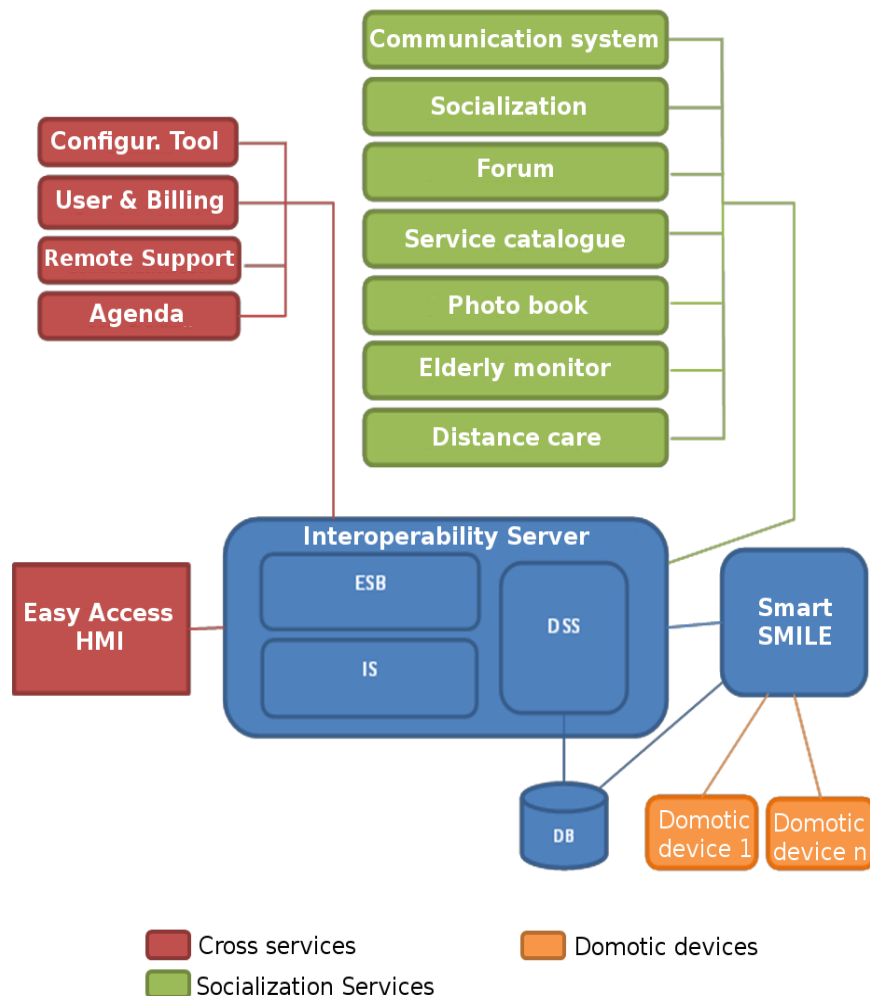 Communication system
Socialization
Forum
Service catalogue
Photo book
Elderly monitor
Distance care
Configur. Tool
User & Billing
Remote Support
Agenda
Interoperability Server
ESB
IS
DSS
Easy Access
HMI
Smart
SMILE
DB
Domotic
device 1
Domotic
device n
Cross services
Socialization Services
Domotic devices